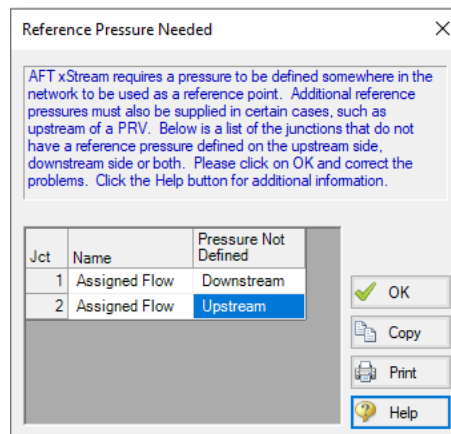 Reference Pressure Needed
AFT xStream requires a pressure to be defined somewhere in the
network to be used as a reference point. Additional reference
pressures must also be supplied in certain cases, such as
upstream of a PRV. Below is a list of the junctions that do not
have a reference pressure defined on the upstream side,
downstream side or both. Please click on OK and correct the
problems. Click the Help button for additional information.
Jct Name Pressure Not
Defined
1 Assigned Flow Downstream
2 Assigned Flow Upstream
OK
Copy
Print
Help